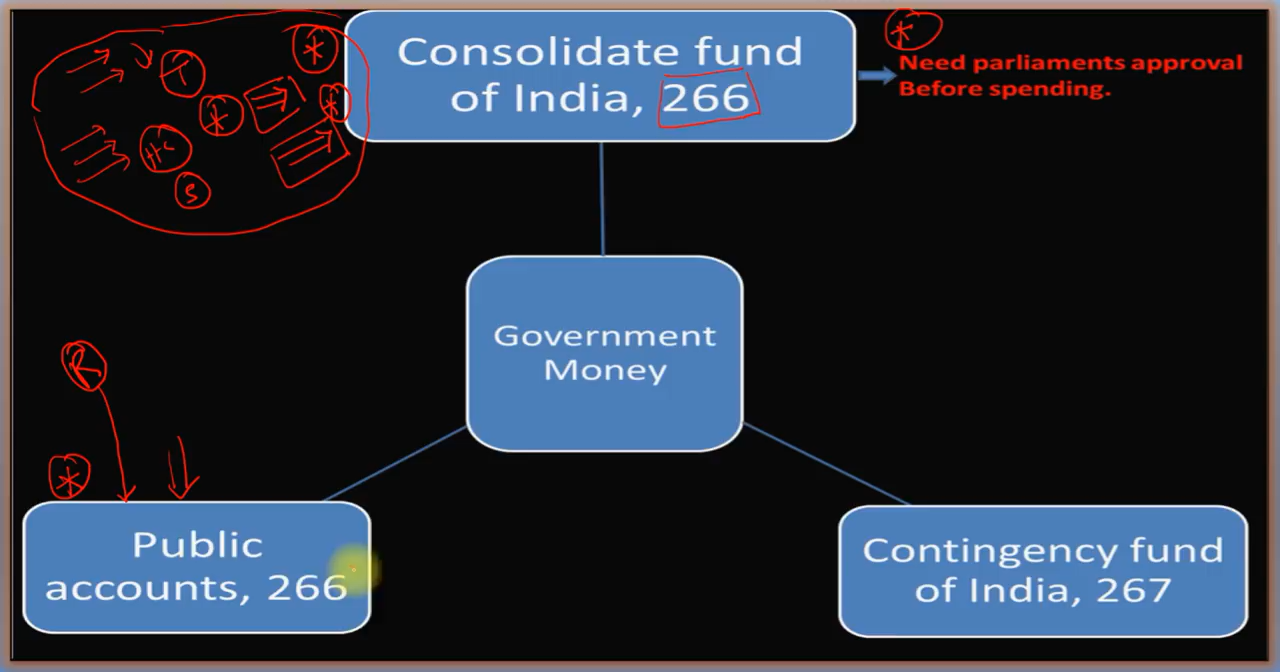 Consolidate fund
of India, 266
Need parliaments approval
Before spending.
Government
Money
R
Public
accounts, 266
Contingency fund
of India, 267
T
S